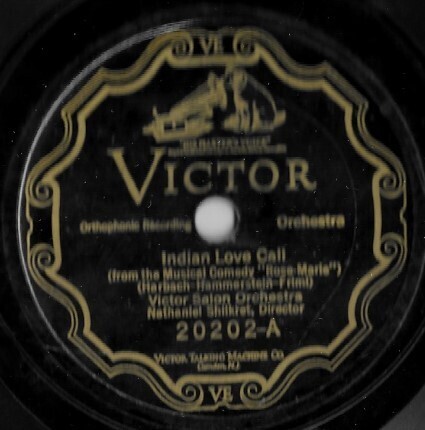 VE
"HIS MASTER'S VOICE"
VICTOR
Orthophonic Recording Orchestra
Indian Love Call
(from the Musical Comedy "Rose-Marie")
(Harbach-Hammerstein-Friml)
Victor Salon Orchestra
Nathaniel Shilkret, Director
20202-A
VICTOR TALKING MACHINE CO.
Camden, N.J.
VE